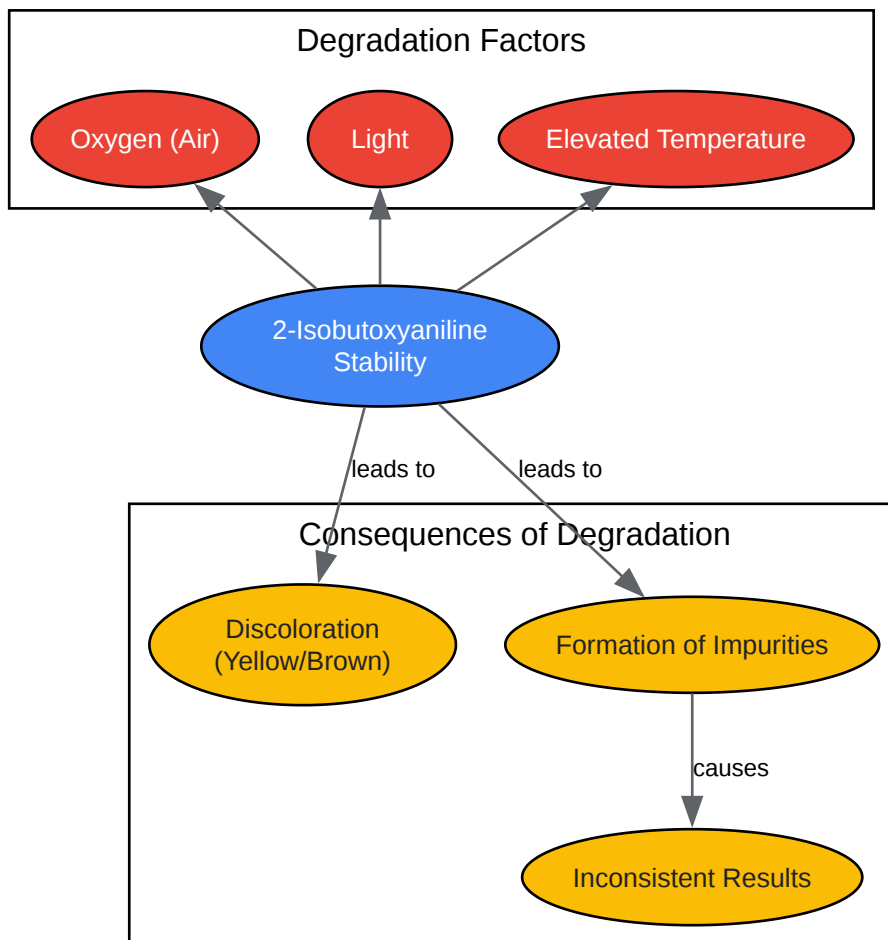 Degradation Factors
Oxygen (Air)
Light
Elevated Temperature
2-Isobutoxyaniline
Stability
leads to
leads to
Consequences of Degradation
Discoloration
(Yellow/Brown)
Formation of Impurities
causes
Inconsistent Results